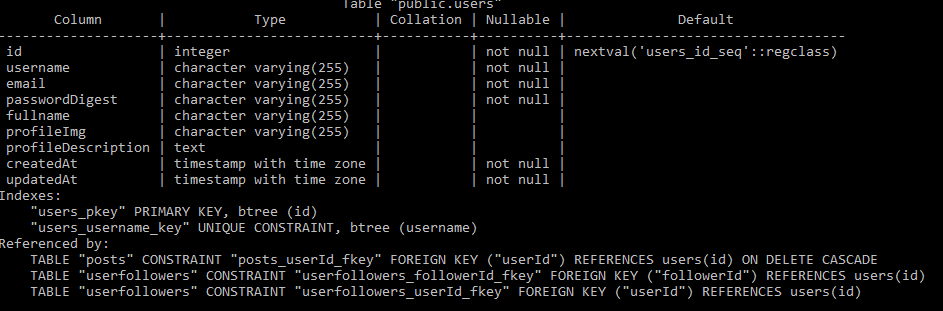 Table "public.users"
      Column       |           Type           | Collation | Nullable |              Default
-------------------+--------------------------+-----------+----------+-----------------------------------
id                 | integer                  |           | not null | nextval('users_id_seq'::regclass)
username           | character varying(255)   |           | not null |
email              | character varying(255)   |           | not null |
passwordDigest     | character varying(255)   |           | not null |
fullname           | character varying(255)   |           |          |
profileImg         | character varying(255)   |           |          |
profileDescription | text                     |           |          |
createdAt          | timestamp with time zone |           | not null |
updatedAt          | timestamp with time zone |           | not null |
Indexes:
    "users_pkey" PRIMARY KEY, btree (id)
    "users_username_key" UNIQUE CONSTRAINT, btree (username)
Referenced by:
    TABLE "posts" CONSTRAINT "posts_userId_fkey" FOREIGN KEY ("userId") REFERENCES users(id) ON DELETE CASCADE
    TABLE "userfollowers" CONSTRAINT "userfollowers_followerId_fkey" FOREIGN KEY ("followerId") REFERENCES users(id)
    TABLE "userfollowers" CONSTRAINT "userfollowers_userId_fkey" FOREIGN KEY ("userId") REFERENCES users(id)